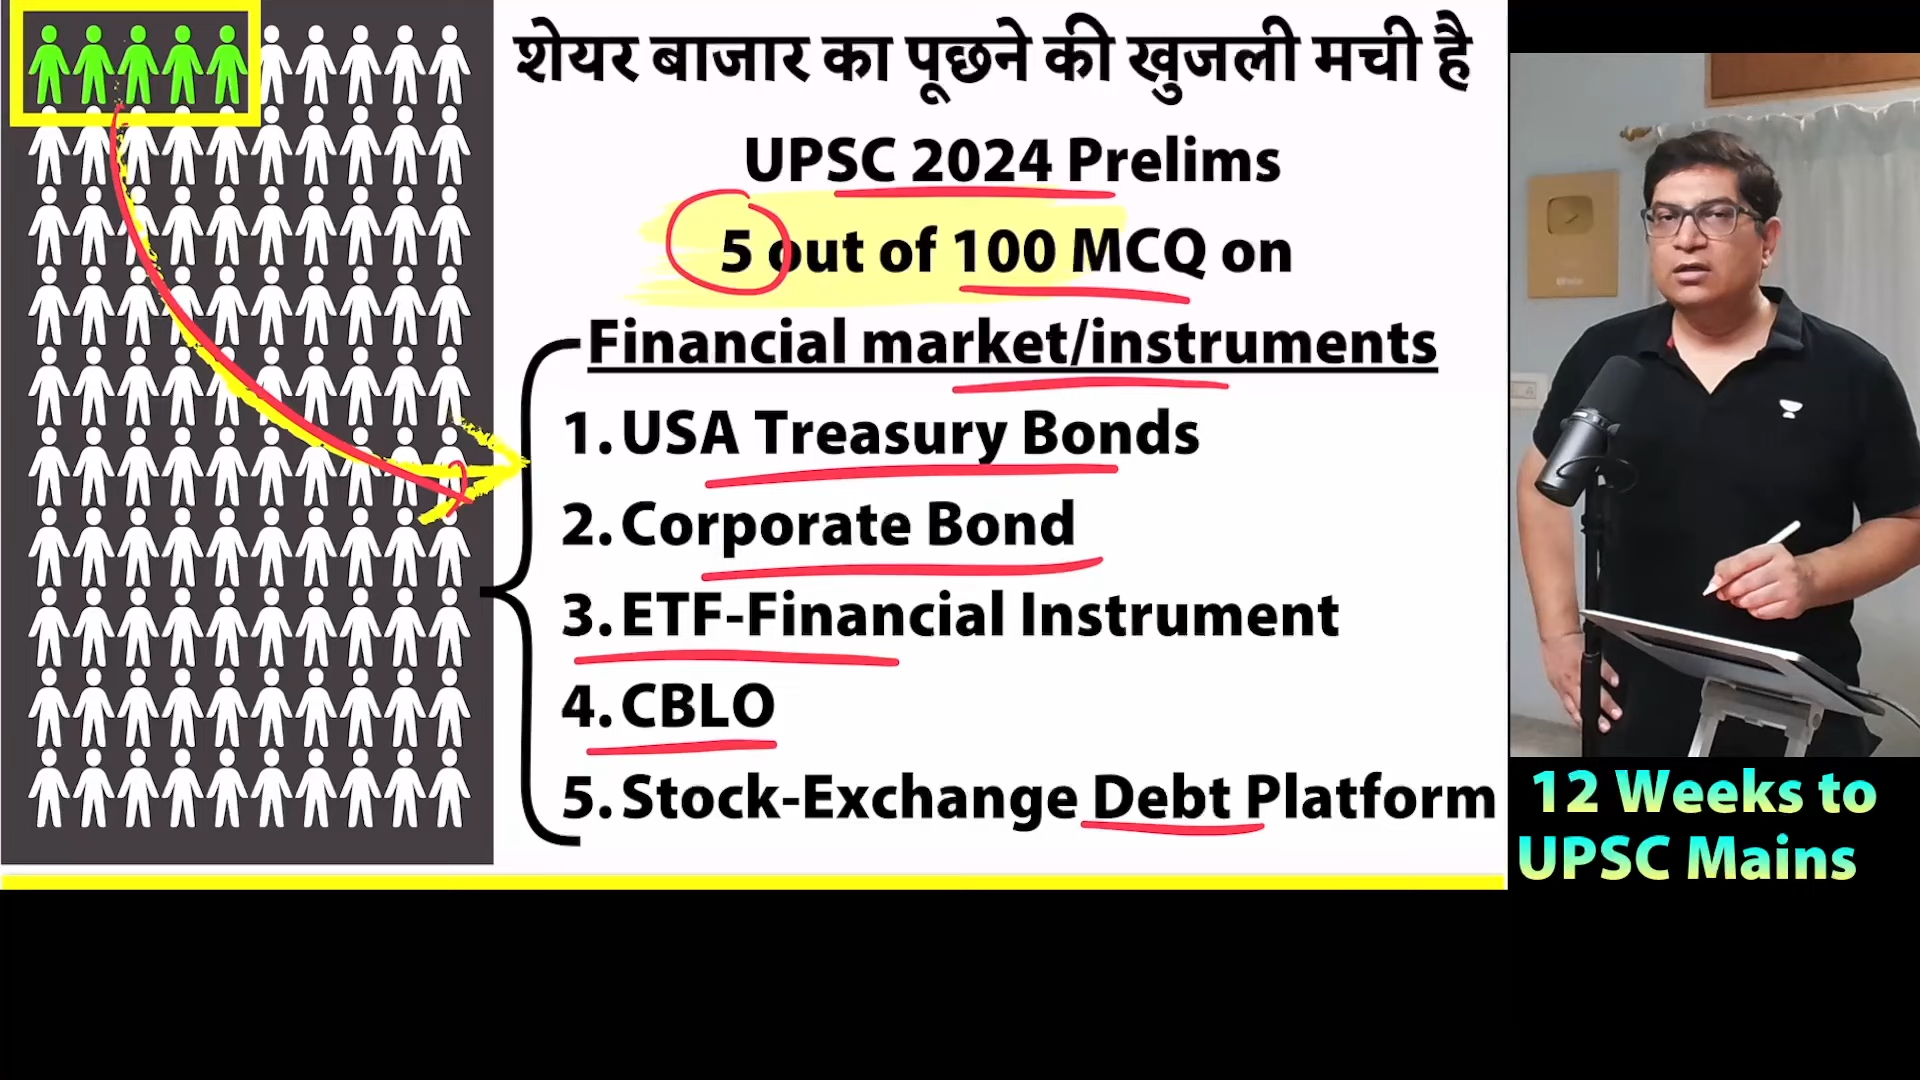 शेयर बाजार का पूछने की खुजली मची है
UPSC 2024 Prelims
5 out of 100 MCQ on
Financial market/instruments
1. USA Treasury Bonds
2. Corporate Bond
3. ETF-Financial Instrument
4. CBLO
5. Stock-Exchange Debt Platform
12 Weeks to
UPSC Mains